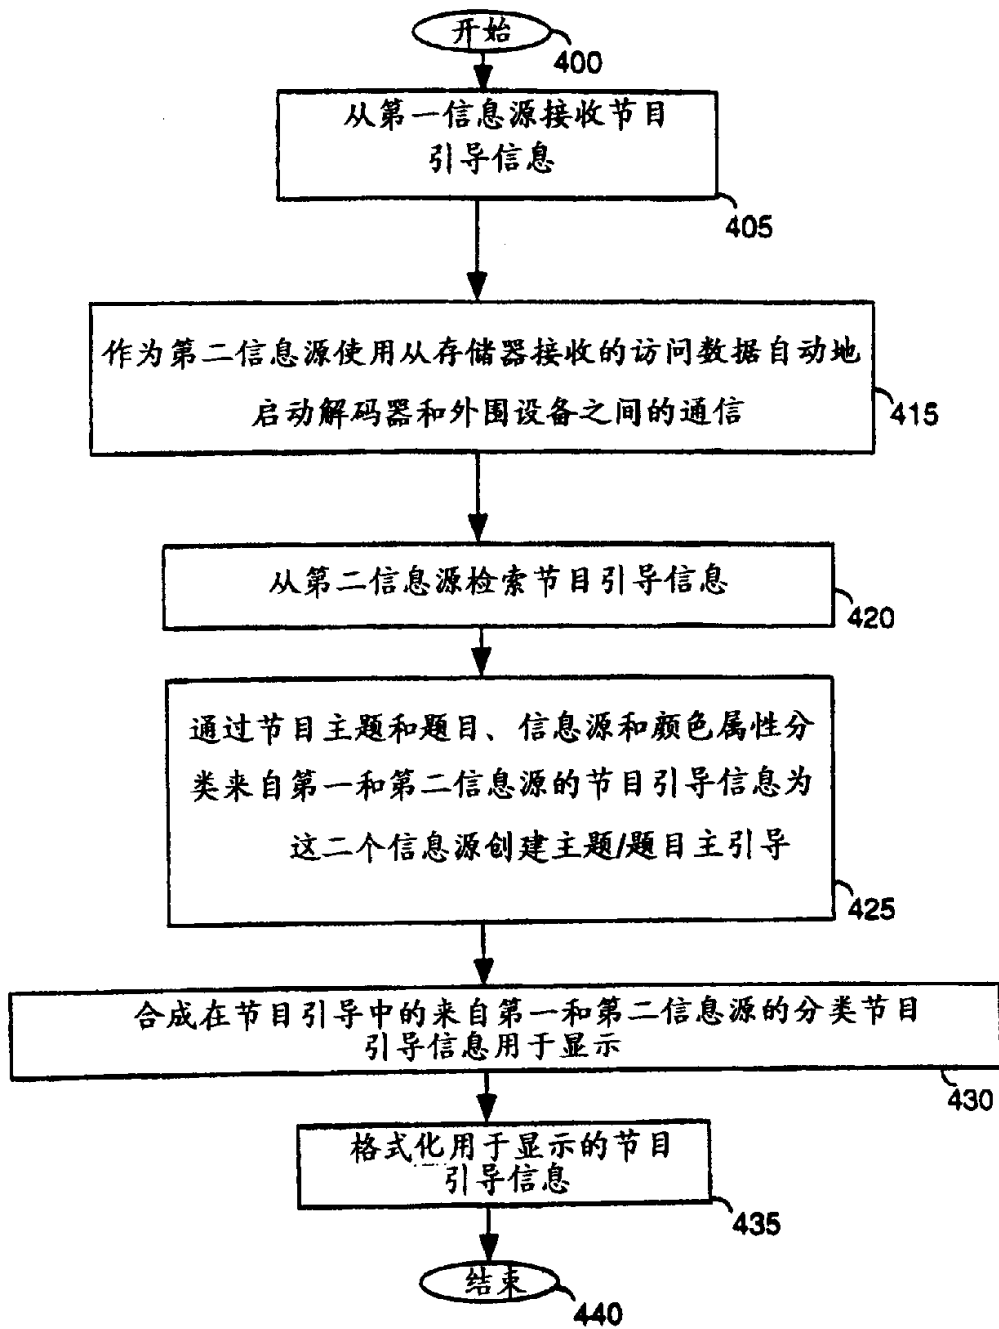 开始
400
从第一信息源接收节目
引导信息
405
作为第二信息源使用从存储器接收的访问数据自动地
启动解码器和外围设备之间的通信
415
从第二信息源检索节目引导信息
420
通过节目主题和题目、信息源和颜色属性分
类来自第一和第二信息源的节目引导信息为
这二个信息源创建主题/题目主引导
425
合成在节目引导中的来自第一和第二信息源的分类节目
引导信息用于显示
430
格式化用于显示的节目
引导信息
435
结束
440